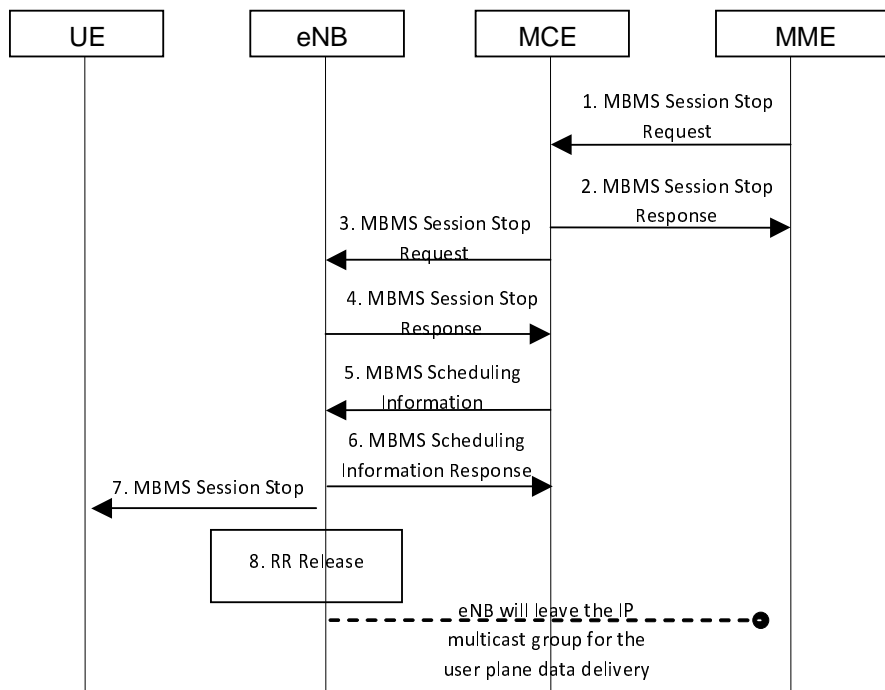 UE
eNB
MCE
MME
1. MBMS Session Stop
Request
2. MBMS Session Stop
Response
3. MBMS Session Stop
Request
4. MBMS Session Stop
Response
5. MBMS Scheduling
Information
6. MBMS Scheduling
Information Response
7. MBMS Session Stop
8. RR Release
eNB will leave the IP
multicast group for the
user plane data delivery